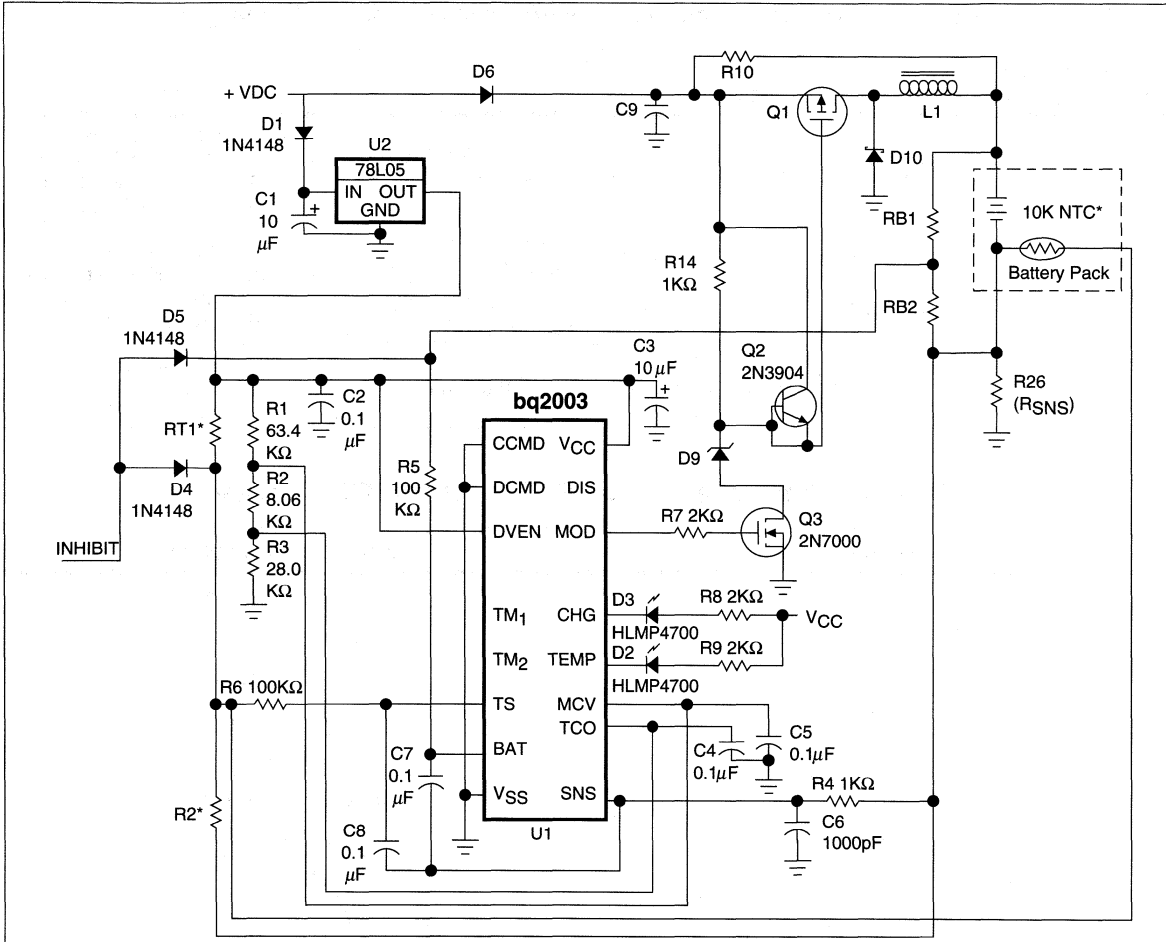 R10
D6
+ VDC
C9
Q1
L1
D1
1N4148
U2
78L05
IN OUT
GND
D10
C1
10
µF
+
RB1
10K NTC*
R14
1KΩ
Battery Pack
RB2
D5
1N4148
C3
10 µF
+
Q2
2N3904
R26
(RSNS)
C2
0.1
µF
bq2003
RT1*
R1
63.4
KΩ
CCMD
VCC
D9
R5
100
KΩ
R2
8.06
KΩ
D4
1N4148
DCMD
DIS
R7 2KΩ
Q3
2N7000
INHIBIT
DVEN
MOD
R3
28.0
KΩ
D3
R8 2KΩ
TM1
CHG
HLMP4700
VCC
D2
R9 2KΩ
TM2
TEMP
HLMP4700
R6 100KΩ
TS
MCV
TCO
C5
0.1µF
C4
0.1µF
C7
0.1
µF
BAT
R4 1KΩ
R2*
VSS
SNS
C6
1000pF
U1
C8
0.1
µF